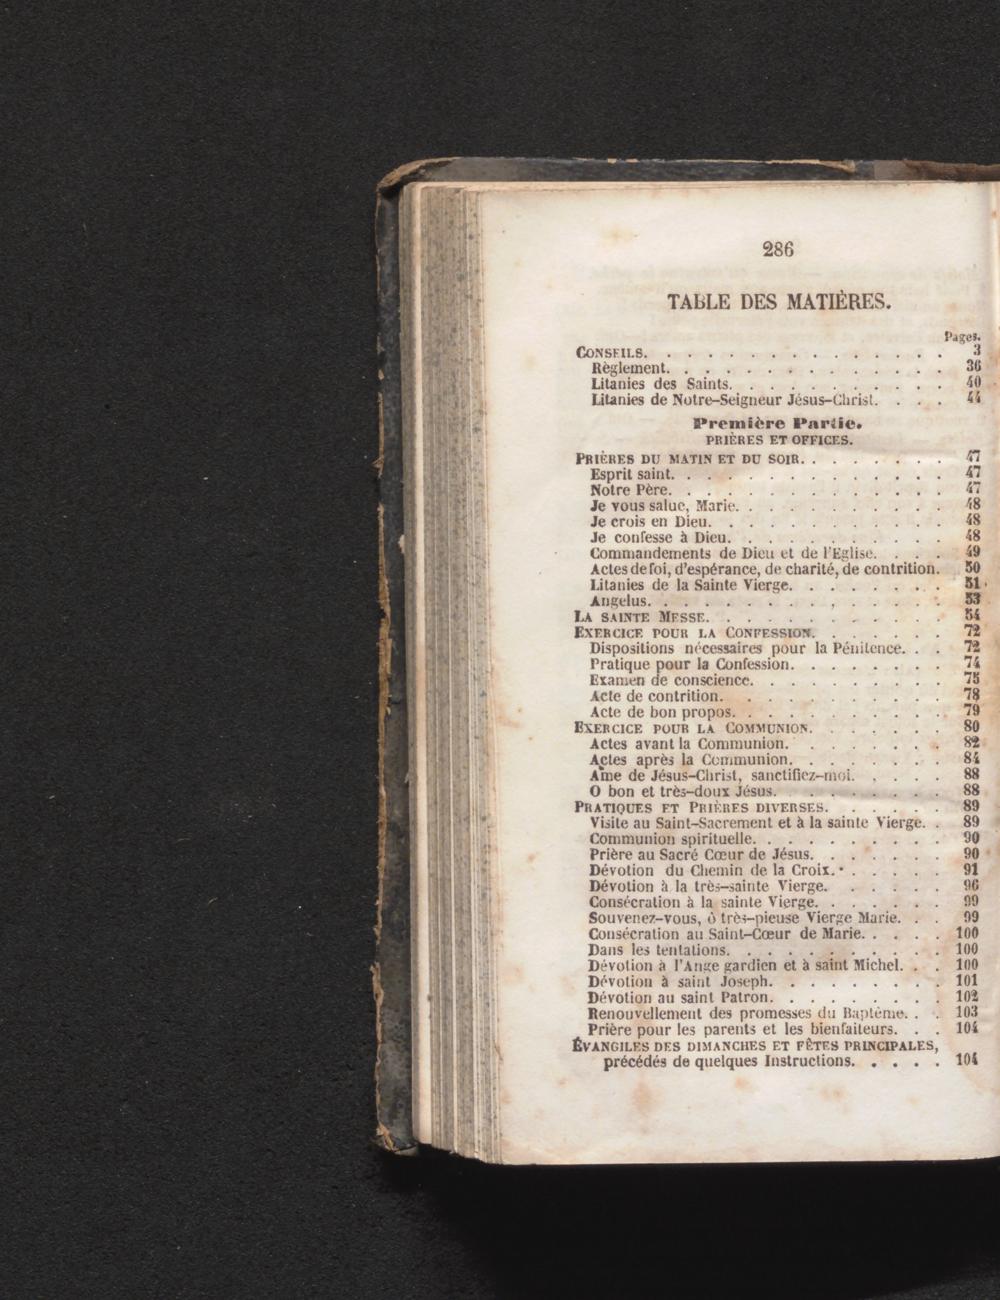 286
TABLE DES MATIÈRES.
Pages.
CONSEILS. . . . . . . . . . . . . . . 3
Règlement. . . . . . . . . . . . . . 36
Litanies des Saints. . . . . . . . . . . 40
Litanies de Notre-Seigneur Jésus-Christ. . . . 44
Première Partie.
PRIÈRES ET OFFICES.
PRIÈRES DU MATIN ET DU SOIR. . . . . . . . 47
Esprit saint. . . . . . . . . . . . . . 47
Notre Père. . . . . . . . . . . . . . 47
Je vous salue, Marie. . . . . . . . . . . 48
Je crois en Dieu. . . . . . . . . . . . 48
Je confesse à Dieu. . . . . . . . . . . 48
Commandements de Dieu et de l'Eglise. . . . 49
Actes de foi, d'espérance, de charité, de contrition. 50
Litanies de la Sainte Vierge. . . . . . . . 51
Angelus. . . . . . . . . . . . . . . 53
LA SAINTE MESSE. . . . . . . . . . . . 54
EXERCICE POUR LA CONFESSION. . . . . . . 72
Dispositions nécessaires pour la Pénitence. . . 72
Pratique pour la Confession. . . . . . . . 74
Examen de conscience. . . . . . . . . . 75
Acte de contrition. . . . . . . . . . . 78
Acte de bon propos. . . . . . . . . . . 79
EXERCICE POUR LA COMMUNION. . . . . . . 80
Actes avant la Communion. . . . . . . . 82
Actes après la Communion. . . . . . . . 84
Ame de Jésus-Christ, sanctifiez-moi. . . . . 88
O bon et très-doux Jésus. . . . . . . . . 88
PRATIQUES ET PRIÈRES DIVERSES. . . . . . . 89
Visite au Saint-Sacrement et à la sainte Vierge. . 89
Communion spirituelle. . . . . . . . . . 90
Prière au Sacré Cœur de Jésus. . . . . . . 90
Dévotion du Chemin de la Croix. . . . . . . 91
Dévotion à la très-sainte Vierge. . . . . . 96
Consécration à la sainte Vierge. . . . . . . 99
Souvenez-vous, ô très-pieuse Vierge Marie. . . 99
Consécration au Saint-Cœur de Marie. . . . . 100
Dans les tentations. . . . . . . . . . . 100
Dévotion à l'Ange gardien et à saint Michel. . . 100
Dévotion à saint Joseph. . . . . . . . . 101
Dévotion au saint Patron. . . . . . . . . 102
Renouvellement des promesses du Baptême. . . 103
Prière pour les parents et les bienfaiteurs. . . 104
ÉVANGILES DES DIMANCHES ET FÊTES PRINCIPALES,
précédés de quelques Instructions. . . . . 104